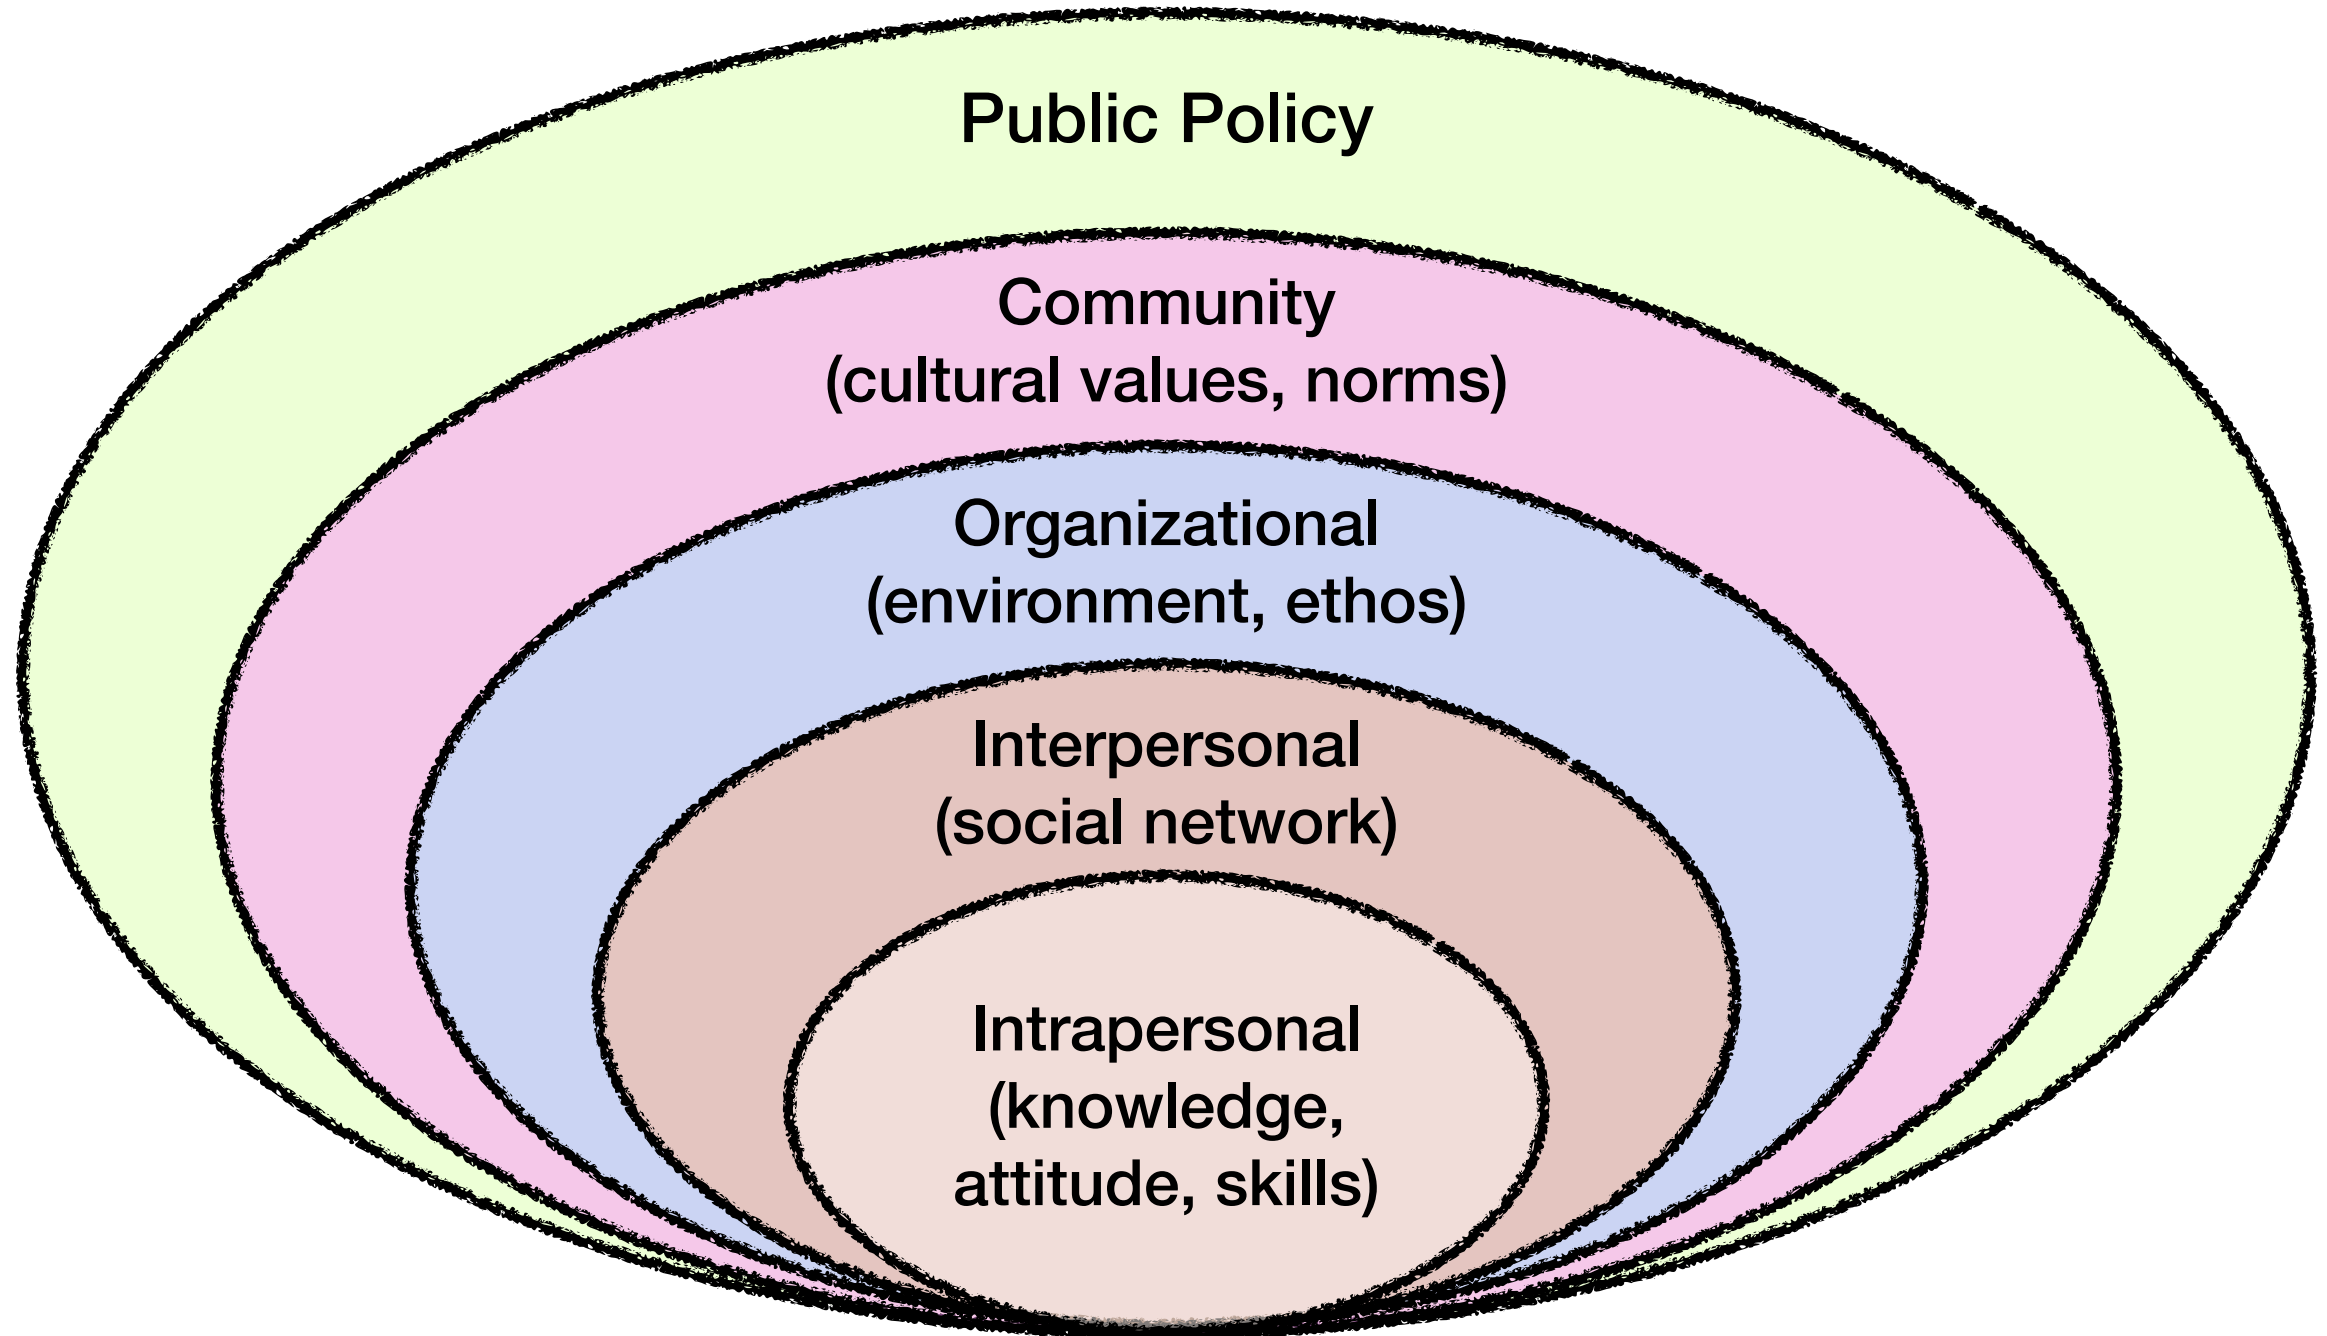 Public Policy
Community
(cultural values, norms)
Organizational
(environment, ethos)
Interpersonal
(social network)
Intrapersonal
(knowledge,
attitude, skills)